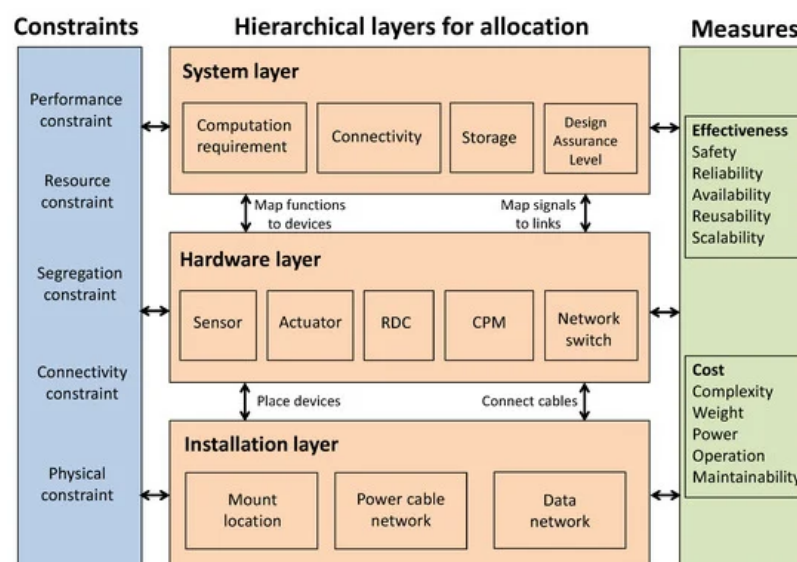 Constraints
Hierarchical layers for allocation
Measures
Performance
constraint
Resource
constraint
Segregation
constraint
Connectivity
constraint
Physical
constraint
System layer
Computation
requirement
Connectivity
Storage
Design
Assurance
Level
Map functions
to devices
Map signals
to links
Hardware layer
Sensor
Actuator
RDC
CPM
Network
switch
Place devices
Connect cables
Installation layer
Mount
location
Power cable
network
Data
network
Effectiveness
Safety
Reliability
Availability
Reusability
Scalability
Cost
Complexity
Weight
Power
Operation
Maintainability